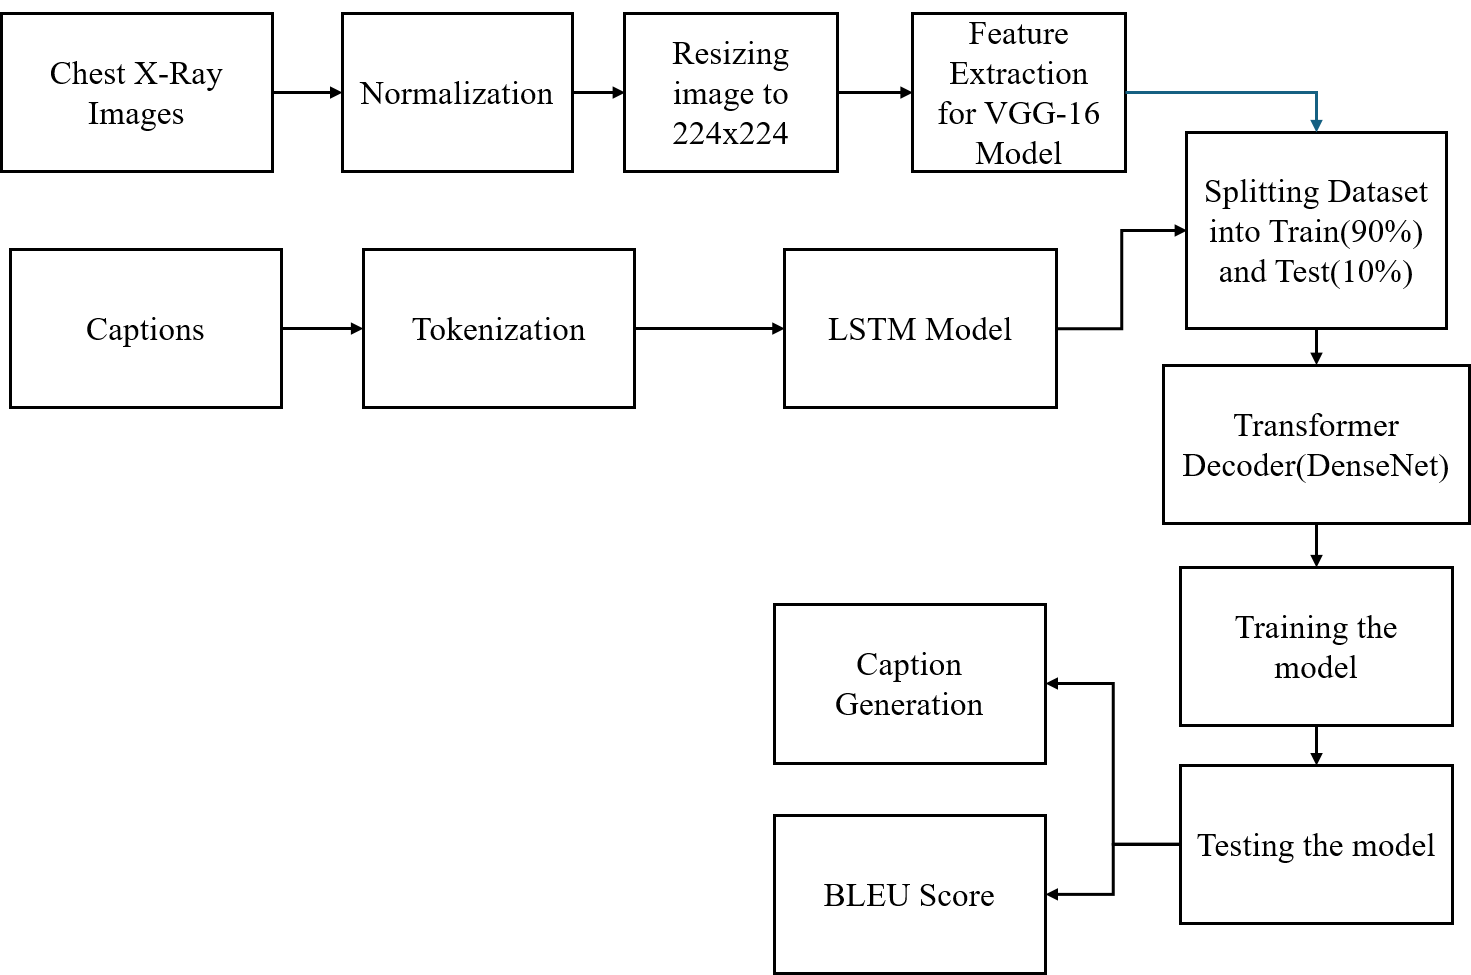 Chest X-Ray
Images
Normalization
Resizing
image to
224x224
Feature
Extraction
for VGG-16
Model
Splitting Dataset
into Train(90%)
and Test(10%)
Captions
Tokenization
LSTM Model
Transformer
Decoder(DenseNet)
Training the
model
Caption
Generation
Testing the model
BLEU Score